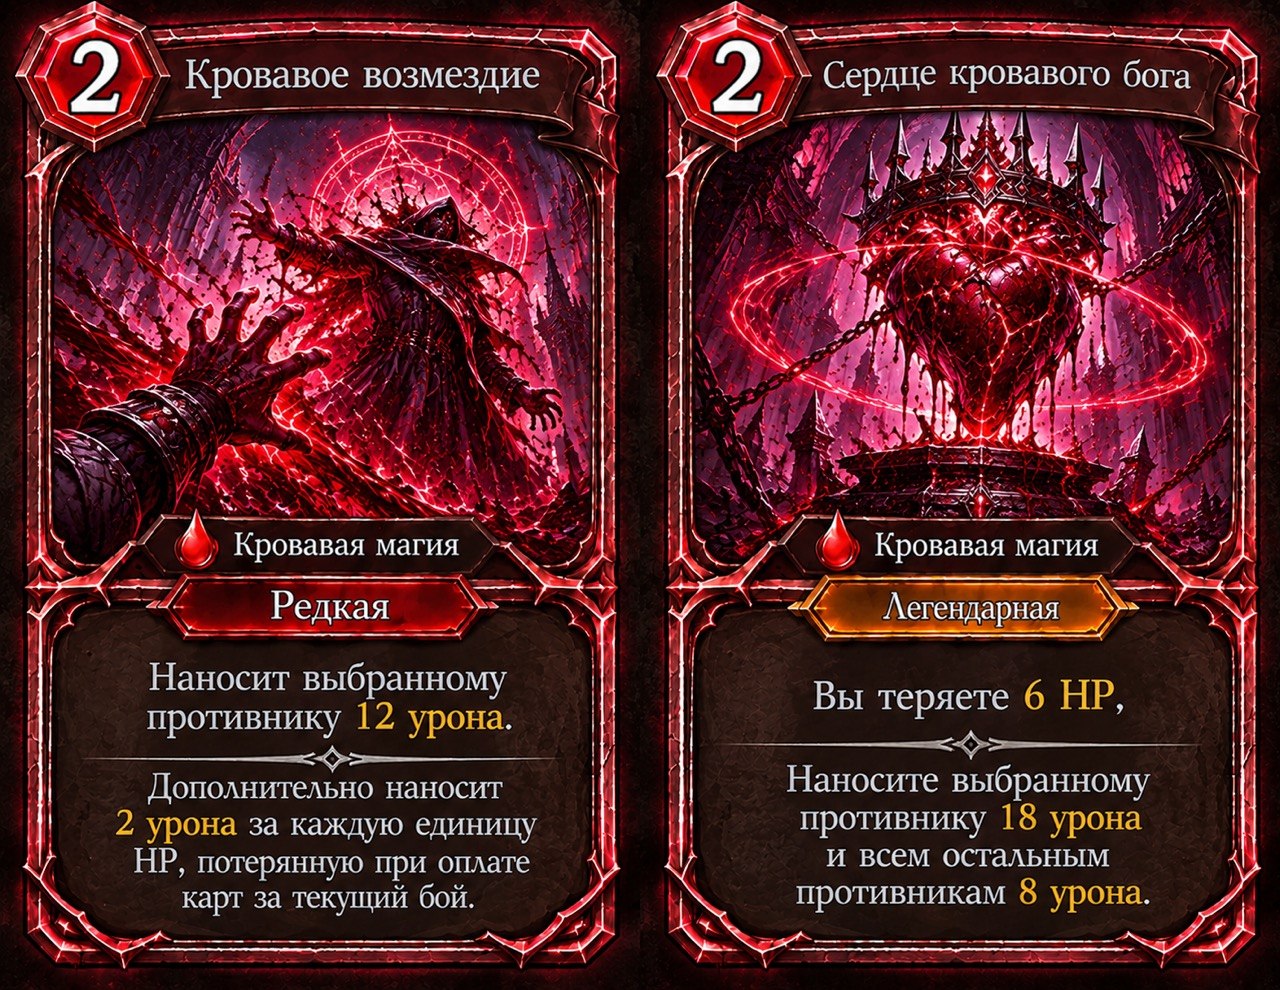 2
Кровавое возмездие
Кровавая магия
Редкая
Наносит выбранному
противнику 12 урона.
Дополнительно наносит
2 урона за каждую единицу
HP, потерянную при оплате
карт за текущий бой.
2
Сердце кровавого бога
Кровавая магия
Легендарная
Вы теряете 6 HP,
Наносите выбранному
противнику 18 урона
и всем остальным
противникам 8 урона.